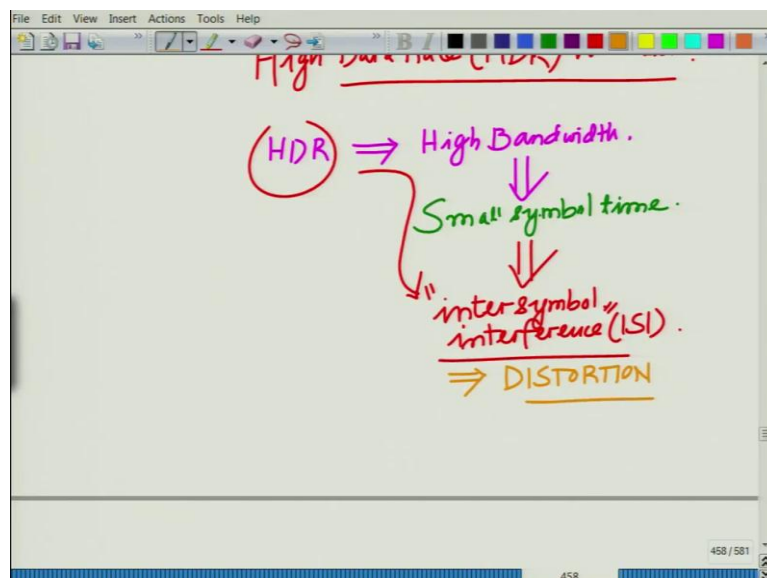 File Edit View Insert Actions Tools Help
B I
High Data Rate (HDR)
HDR ⇒ High Bandwidth.
Small symbol time.
"intersymbol
interference" (ISI).
⇒ DISTORTION
458 / 581
458